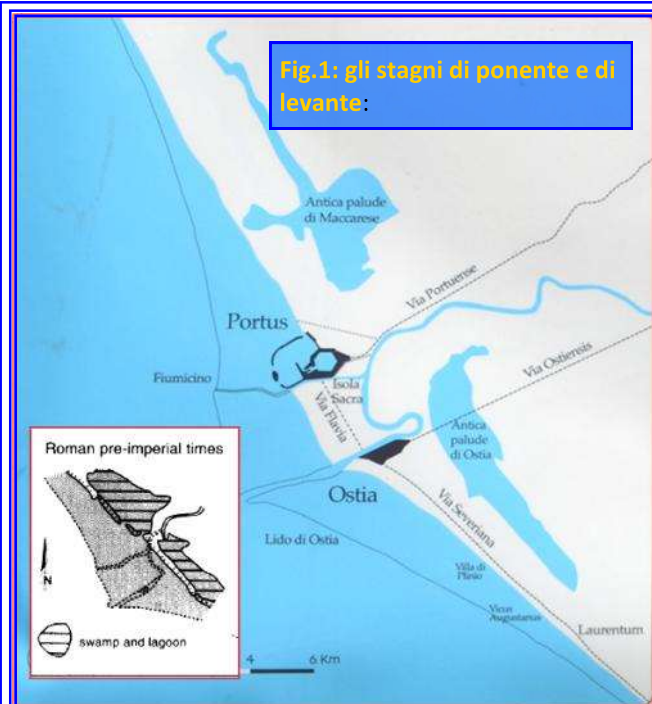 Fig.1: gli stagni di ponente e di
levante:
Antica palude
di Maccarese
Via Portuense
Portus
Via Ostiensis
Fiumicino
Isola
Sacra
Via Flavia
Antica
palude
di Ostia
Ostia
Via Severiana
Lido di Ostia
Villa di
Plinio
Vicus
Augustanus
Laurentum
Roman pre-imperial times
N
swamp and lagoon
4 6 Km